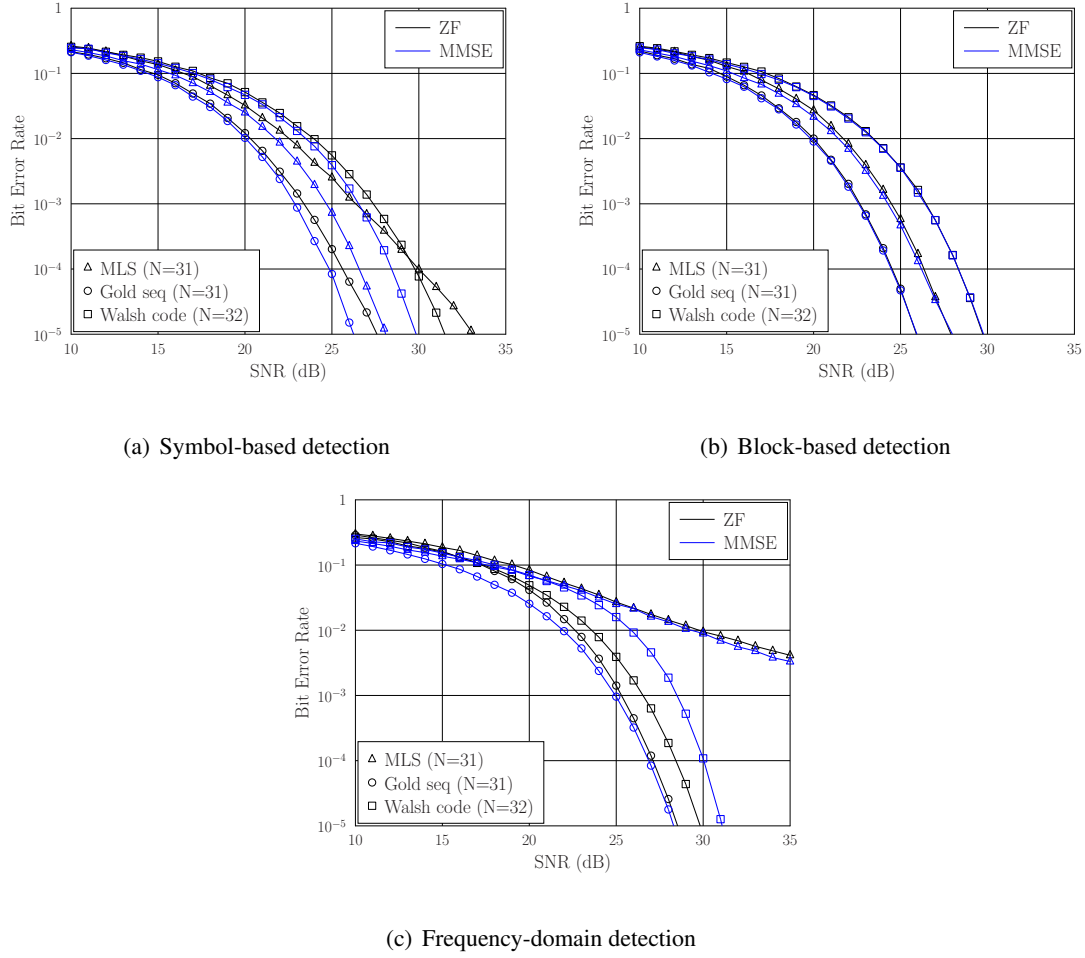 1
10⁻¹
10⁻²
10⁻³
10⁻⁴
10⁻⁵
Bit Error Rate
ZF
MMSE
MLS (N=31)
Gold seq (N=31)
Walsh code (N=32)
10 15 20 25 30 35
SNR (dB)
(a) Symbol-based detection
1
10⁻¹
10⁻²
10⁻³
10⁻⁴
10⁻⁵
Bit Error Rate
ZF
MMSE
MLS (N=31)
Gold seq (N=31)
Walsh code (N=32)
10 15 20 25 30 35
SNR (dB)
(b) Block-based detection
1
10⁻¹
10⁻²
10⁻³
10⁻⁴
10⁻⁵
Bit Error Rate
ZF
MMSE
MLS (N=31)
Gold seq (N=31)
Walsh code (N=32)
10 15 20 25 30 35
SNR (dB)
(c) Frequency-domain detection